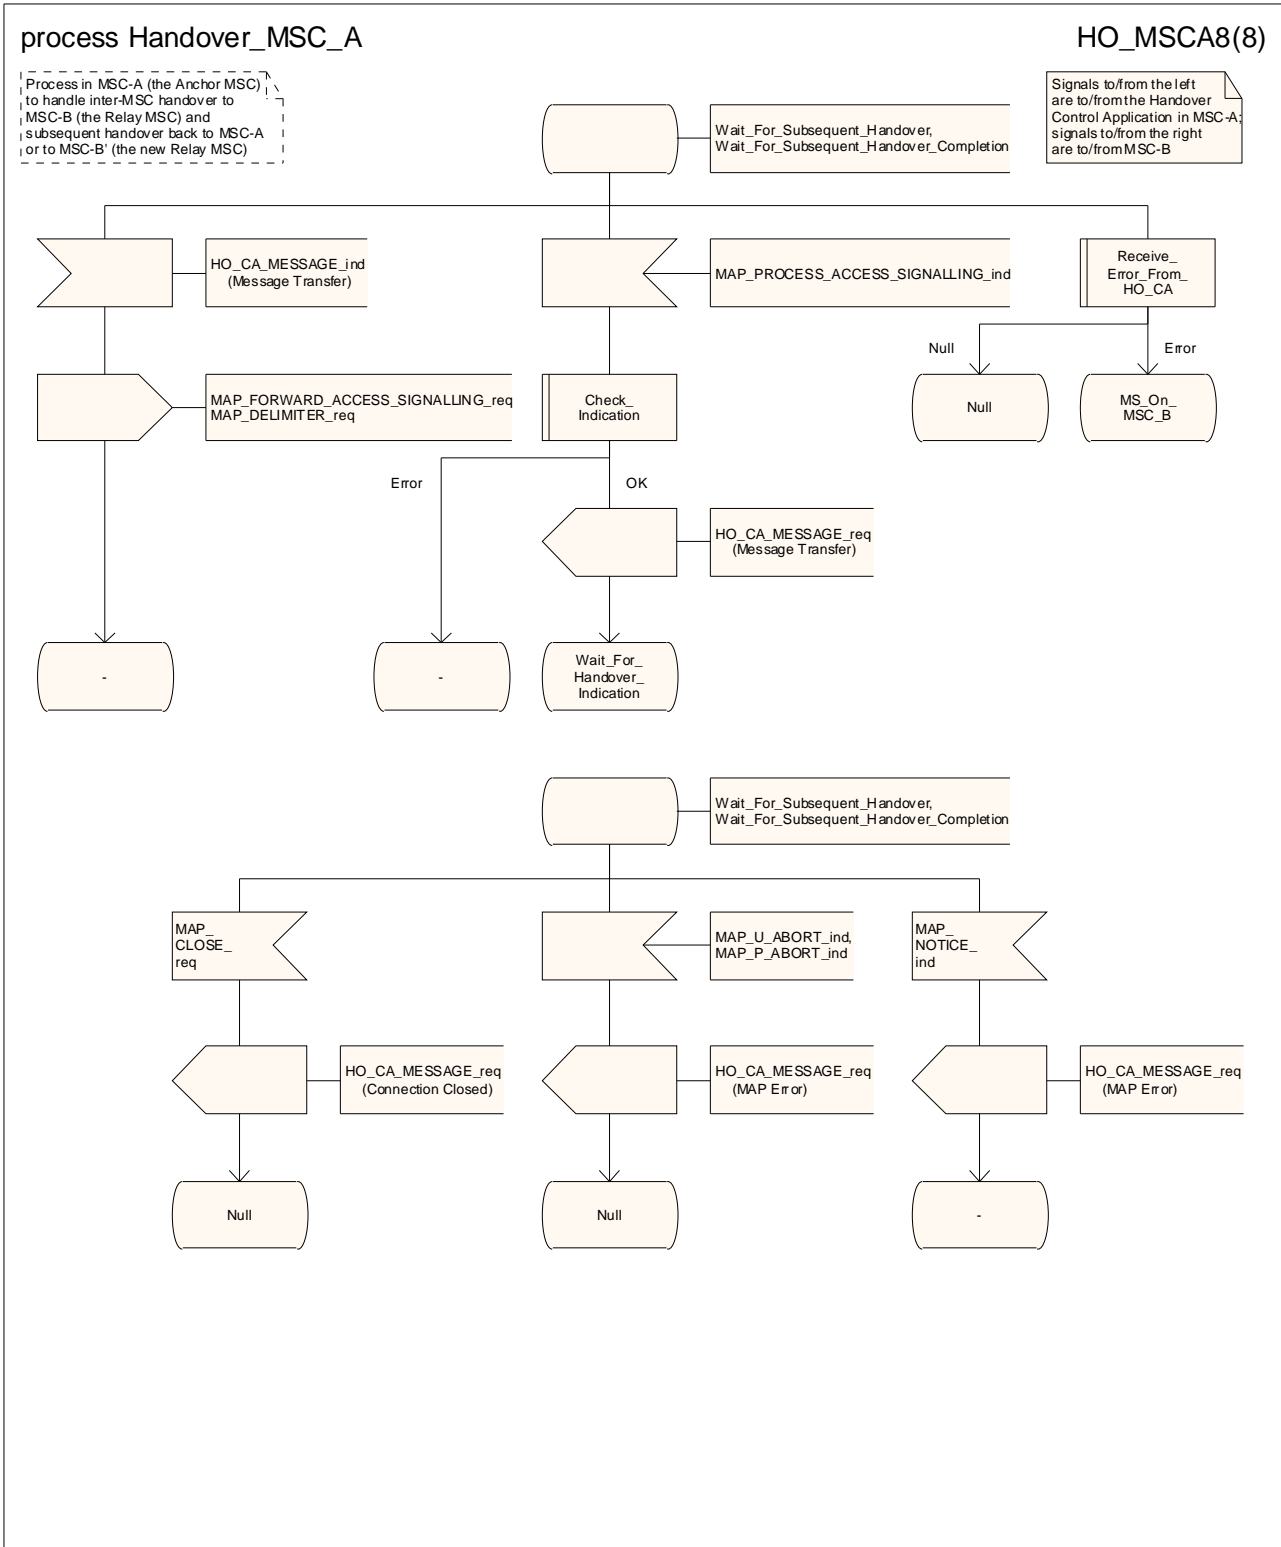 process Handover_MSC_A
HO_MSCA8(8)
Process in MSC-A (the Anchor MSC)
to handle inter-MSC handover to
MSC-B (the Relay MSC) and
subsequent handover back to MSC-A
or to MSC-B' (the new Relay MSC)
Signals to/from the left
are to/from the Handover
Control Application in MSC-A;
signals to/from the right
are to/from MSC-B
Wait_For_Subsequent_Handover,
Wait_For_Subsequent_Handover_Completion
HO_CA_MESSAGE_ind
(Message Transfer)
MAP_PROCESS_ACCESS_SIGNALLING_ind
Receive_
Error_From_
HO_CA
Null
Error
MAP_FORWARD_ACCESS_SIGNALLING_req
MAP_DELIMITER_req
Check_
Indication
Null
MS_On_
MSC_B
Error
OK
HO_CA_MESSAGE_req
(Message Transfer)
-
-
Wait_For_
Handover_
Indication
Wait_For_Subsequent_Handover,
Wait_For_Subsequent_Handover_Completion
MAP_
CLOSE_
req
MAP_U_ABORT_ind,
MAP_P_ABORT_ind
MAP_
NOTICE_
ind
HO_CA_MESSAGE_req
(Connection Closed)
HO_CA_MESSAGE_req
(MAP Error)
HO_CA_MESSAGE_req
(MAP Error)
Null
Null
-